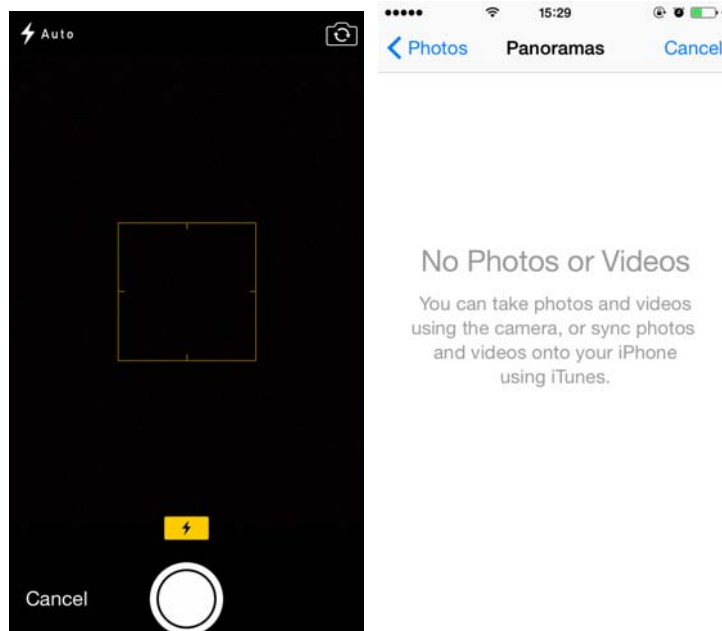 Auto
Cancel
15:29
Photos Panoramas Cancel
No Photos or Videos
You can take photos and videos
using the camera, or sync photos
and videos onto your iPhone
using iTunes.